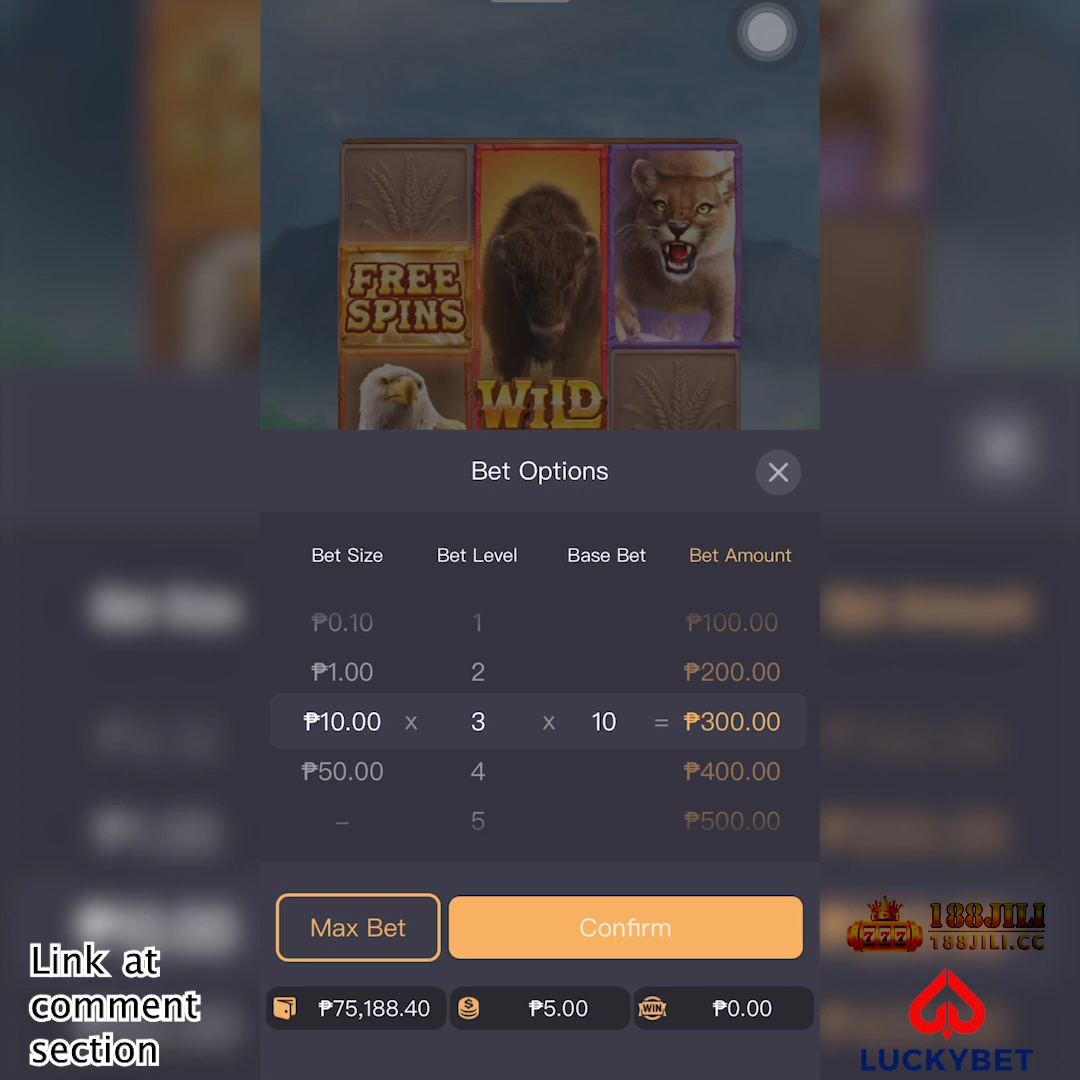 FREE
SPINS
WILD
Bet Options
Bet Size Bet Level Base Bet Bet Amount
₱0.10 1 ₱100.00
₱1.00 2 ₱200.00
₱10.00 x 3 x 10 = ₱300.00
₱50.00 4 ₱400.00
– 5 ₱500.00
Max Bet Confirm
₱75,188.40 ₱5.00 WIN ₱0.00
Link at
comment
section
777 188JILI
188JILI.CC
LUCKYBET